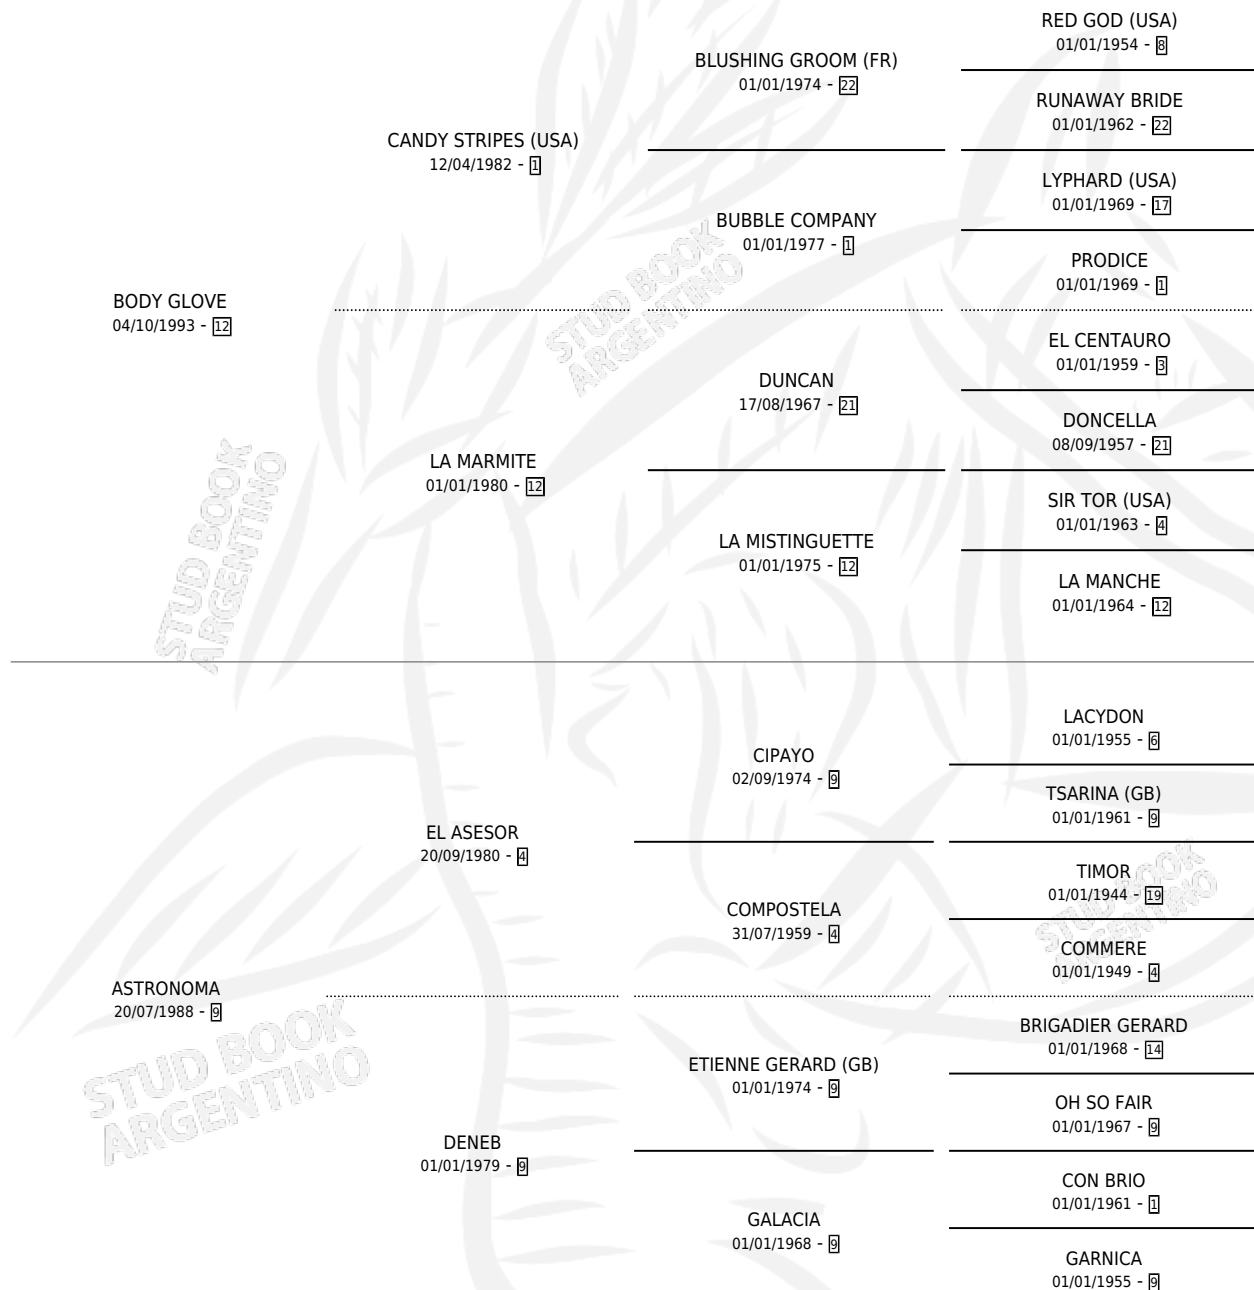 RED GOD (USA)
01/01/1954 - 8
BLUSHING GROOM (FR)
01/01/1974 - 22
RUNAWAY BRIDE
01/01/1962 - 22
CANDY STRIPES (USA)
12/04/1982 - 1
LYPHARD (USA)
01/01/1969 - 17
BUBBLE COMPANY
01/01/1977 - 1
PRODICE
01/01/1969 - 1
BODY GLOVE
04/10/1993 - 12
EL CENTAURO
01/01/1959 - 3
DUNCAN
17/08/1967 - 21
DONCELLA
08/09/1957 - 21
LA MARMITE
01/01/1980 - 12
SIR TOR (USA)
01/01/1963 - 4
LA MISTINGUETTE
01/01/1975 - 12
LA MANCHE
01/01/1964 - 12
LACYDON
01/01/1955 - 6
CIPAYO
02/09/1974 - 9
TSARINA (GB)
01/01/1961 - 9
EL ASESOR
20/09/1980 - 4
TIMOR
01/01/1944 - 19
COMPOSTELA
31/07/1959 - 4
COMMERE
01/01/1949 - 4
ASTRONOMA
20/07/1988 - 9
BRIGADIER GERARD
01/01/1968 - 14
ETIENNE GERARD (GB)
01/01/1974 - 9
OH SO FAIR
01/01/1967 - 9
DENEB
01/01/1979 - 9
CON BRIO
01/01/1961 - 1
GALACIA
01/01/1968 - 9
GARNICA
01/01/1955 - 9
STUD BOOK
ARGENTINO
STUD BOOK
ARGENTINO
STUD BOOK
ARGENTINO
STUD BOOK
ARGENTINO